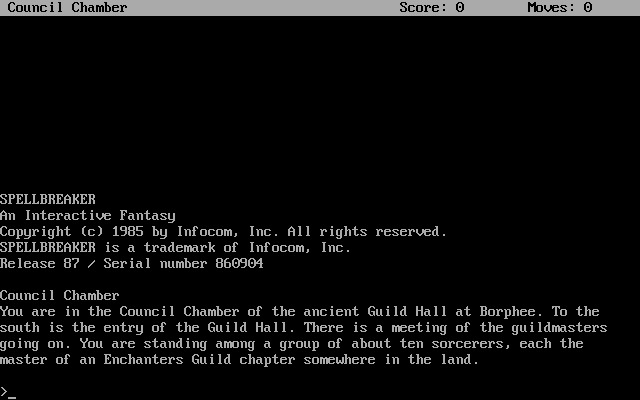 Council Chamber Score: 0 Moves: 0
SPELLBREAKER
An Interactive Fantasy
Copyright (c) 1985 by Infocom, Inc. All rights reserved.
SPELLBREAKER is a trademark of Infocom, Inc.
Release 87 / Serial number 860904
Council Chamber
You are in the Council Chamber of the ancient Guild Hall at Borphee. To the
south is the entry of the Guild Hall. There is a meeting of the guildmasters
going on. You are standing among a group of about ten sorcerers, each the
master of an Enchanters Guild chapter somewhere in the land.
>_